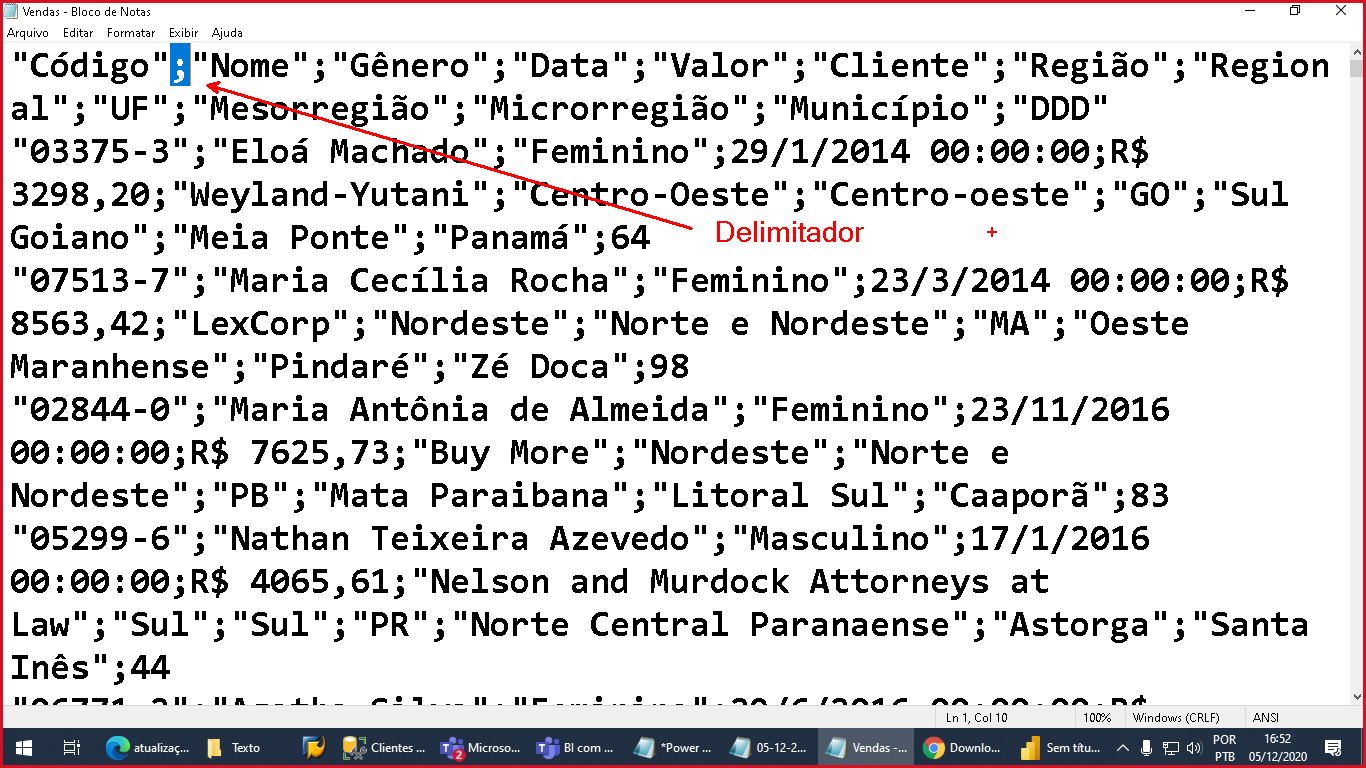 Vendas - Bloco de Notas
Arquivo Editar Formatar Exibir Ajuda
"Código";"Nome";"Gênero";"Data";"Valor";"Cliente";"Região";"Region
al";"UF";"Mesorregião";"Microrregião";"Município";"DDD"
"03375-3";"Eloá Machado";"Feminino";29/1/2014 00:00:00;R$
3298,20;"Weyland-Yutani";"Centro-Oeste";"Centro-oeste";"GO";"Sul
Goiano";"Meia Ponte";"Panamá";64
Delimitador
"07513-7";"Maria Cecília Rocha";"Feminino";23/3/2014 00:00:00;R$
8563,42;"LexCorp";"Nordeste";"Norte e Nordeste";"MA";"Oeste
Maranhense";"Pindaré";"Zé Doca";98
"02844-0";"Maria Antônia de Almeida";"Feminino";23/11/2016
00:00:00;R$ 7625,73;"Buy More";"Nordeste";"Norte e
Nordeste";"PB";"Mata Paraibana";"Litoral Sul";"Caaporã";83
"05299-6";"Nathan Teixeira Azevedo";"Masculino";17/1/2016
00:00:00;R$ 4065,61;"Nelson and Murdock Attorneys at
Law";"Sul";"Sul";"PR";"Norte Central Paranaense";"Astorga";"Santa
Inês";44
Ln 1, Col 10 100% Windows (CRLF) ANSI
atualizaç... Texto Clientes ... Microso... 2 BI com ... *Power ... 05-12-2... Vendas -... Downlo... Sem títu... POR PTB 16:52 05/12/2020